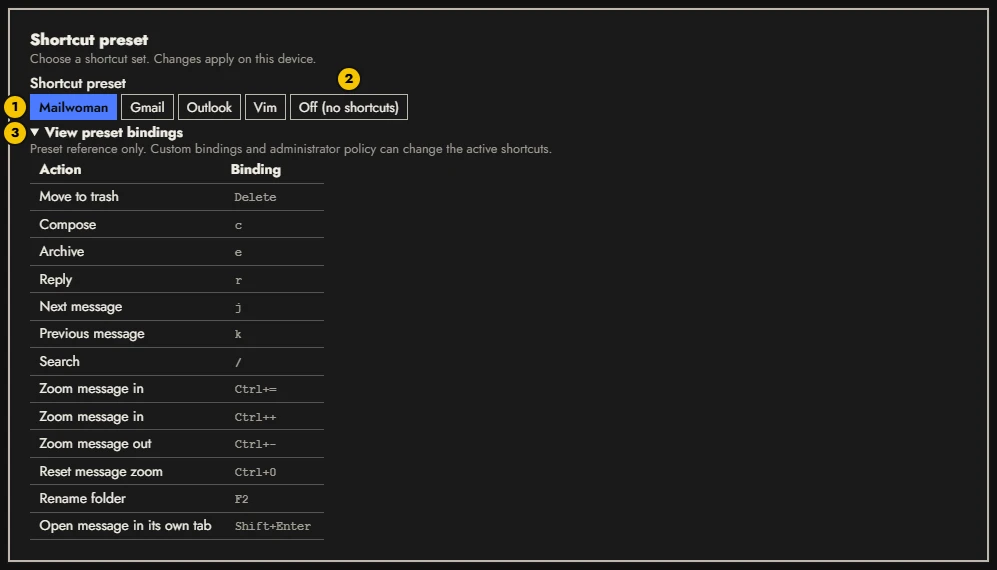 Shortcut preset
Choose a shortcut set. Changes apply on this device.
Shortcut preset
2
1 Mailwoman Gmail Outlook Vim Off (no shortcuts)
3 ▼ View preset bindings
Preset reference only. Custom bindings and administrator policy can change the active shortcuts.
Action Binding
Move to trash Delete
Compose c
Archive e
Reply r
Next message j
Previous message k
Search /
Zoom message in Ctrl+=
Zoom message in Ctrl++
Zoom message out Ctrl+-
Reset message zoom Ctrl+0
Rename folder F2
Open message in its own tab Shift+Enter